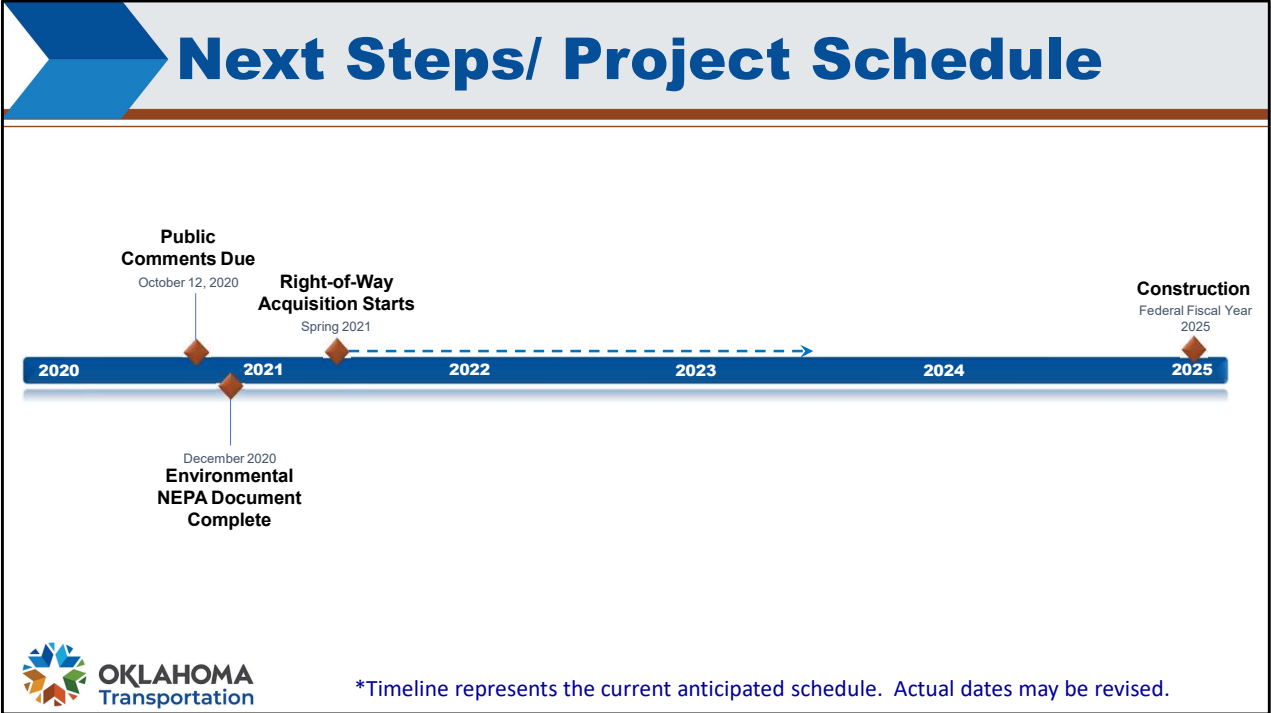 Next Steps/ Project Schedule
Public
Comments Due
October 12, 2020
Right-of-Way
Acquisition Starts
Spring 2021
Construction
Federal Fiscal Year
2025
2020 2021 2022 2023 2024 2025
December 2020
Environmental
NEPA Document
Complete
OKLAHOMA
Transportation
*Timeline represents the current anticipated schedule.  Actual dates may be revised.